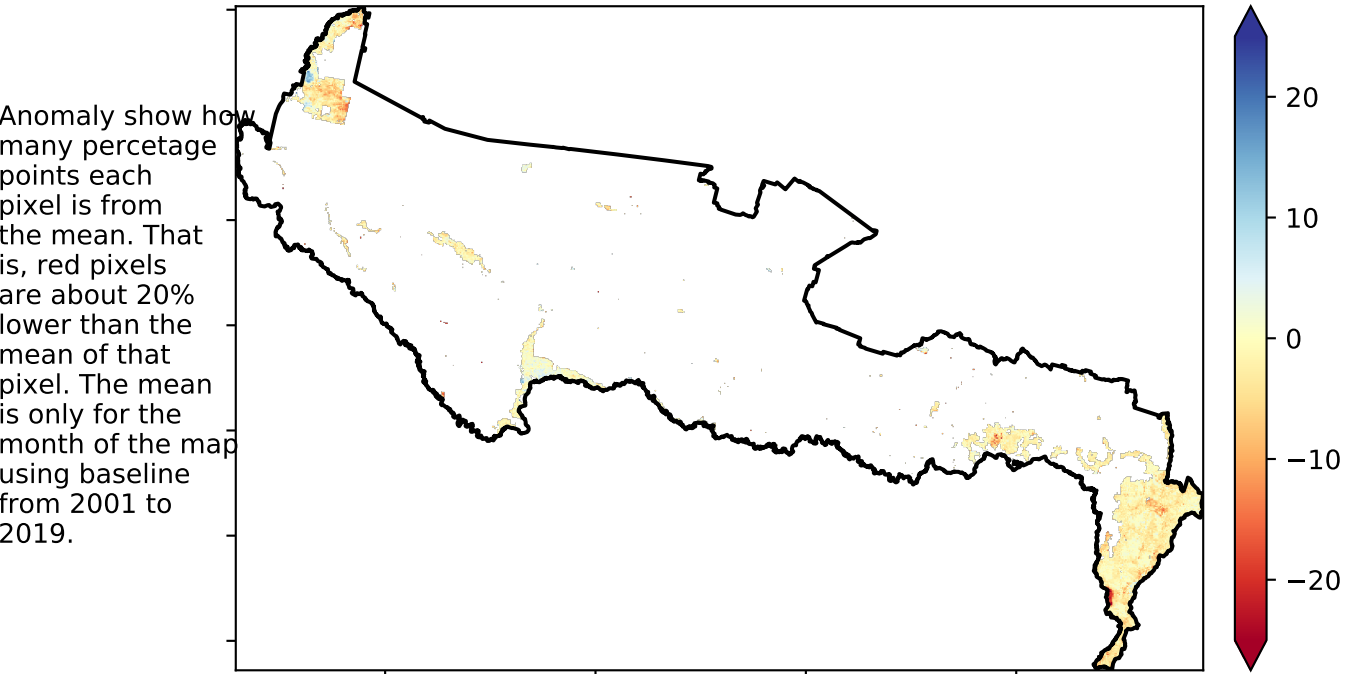 Anomaly show how
many percetage
points each
pixel is from
the mean. That
is, red pixels
are about 20%
lower than the
mean of that
pixel. The mean
is only for the
month of the map
using baseline
from 2001 to
2019.
20
10
0
−10
−20